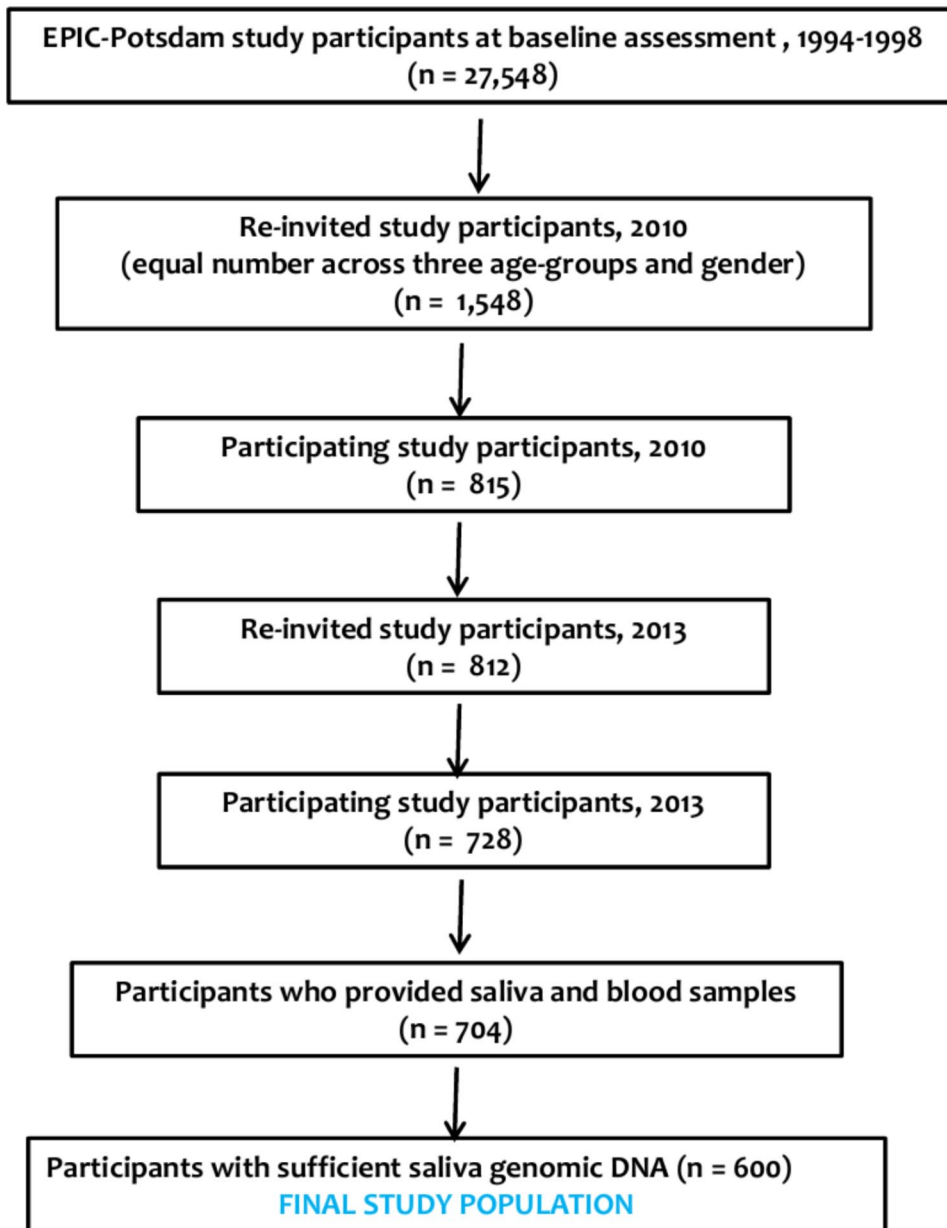 EPIC-Potsdam study participants at baseline assessment , 1994-1998
(n = 27,548)
Re-invited study participants, 2010
(equal number across three age-groups and gender)
(n = 1,548)
Participating study participants, 2010
(n = 815)
Re-invited study participants, 2013
(n = 812)
Participating study participants, 2013
(n = 728)
Participants who provided saliva and blood samples
(n = 704)
Participants with sufficient saliva genomic DNA (n = 600)
FINAL STUDY POPULATION